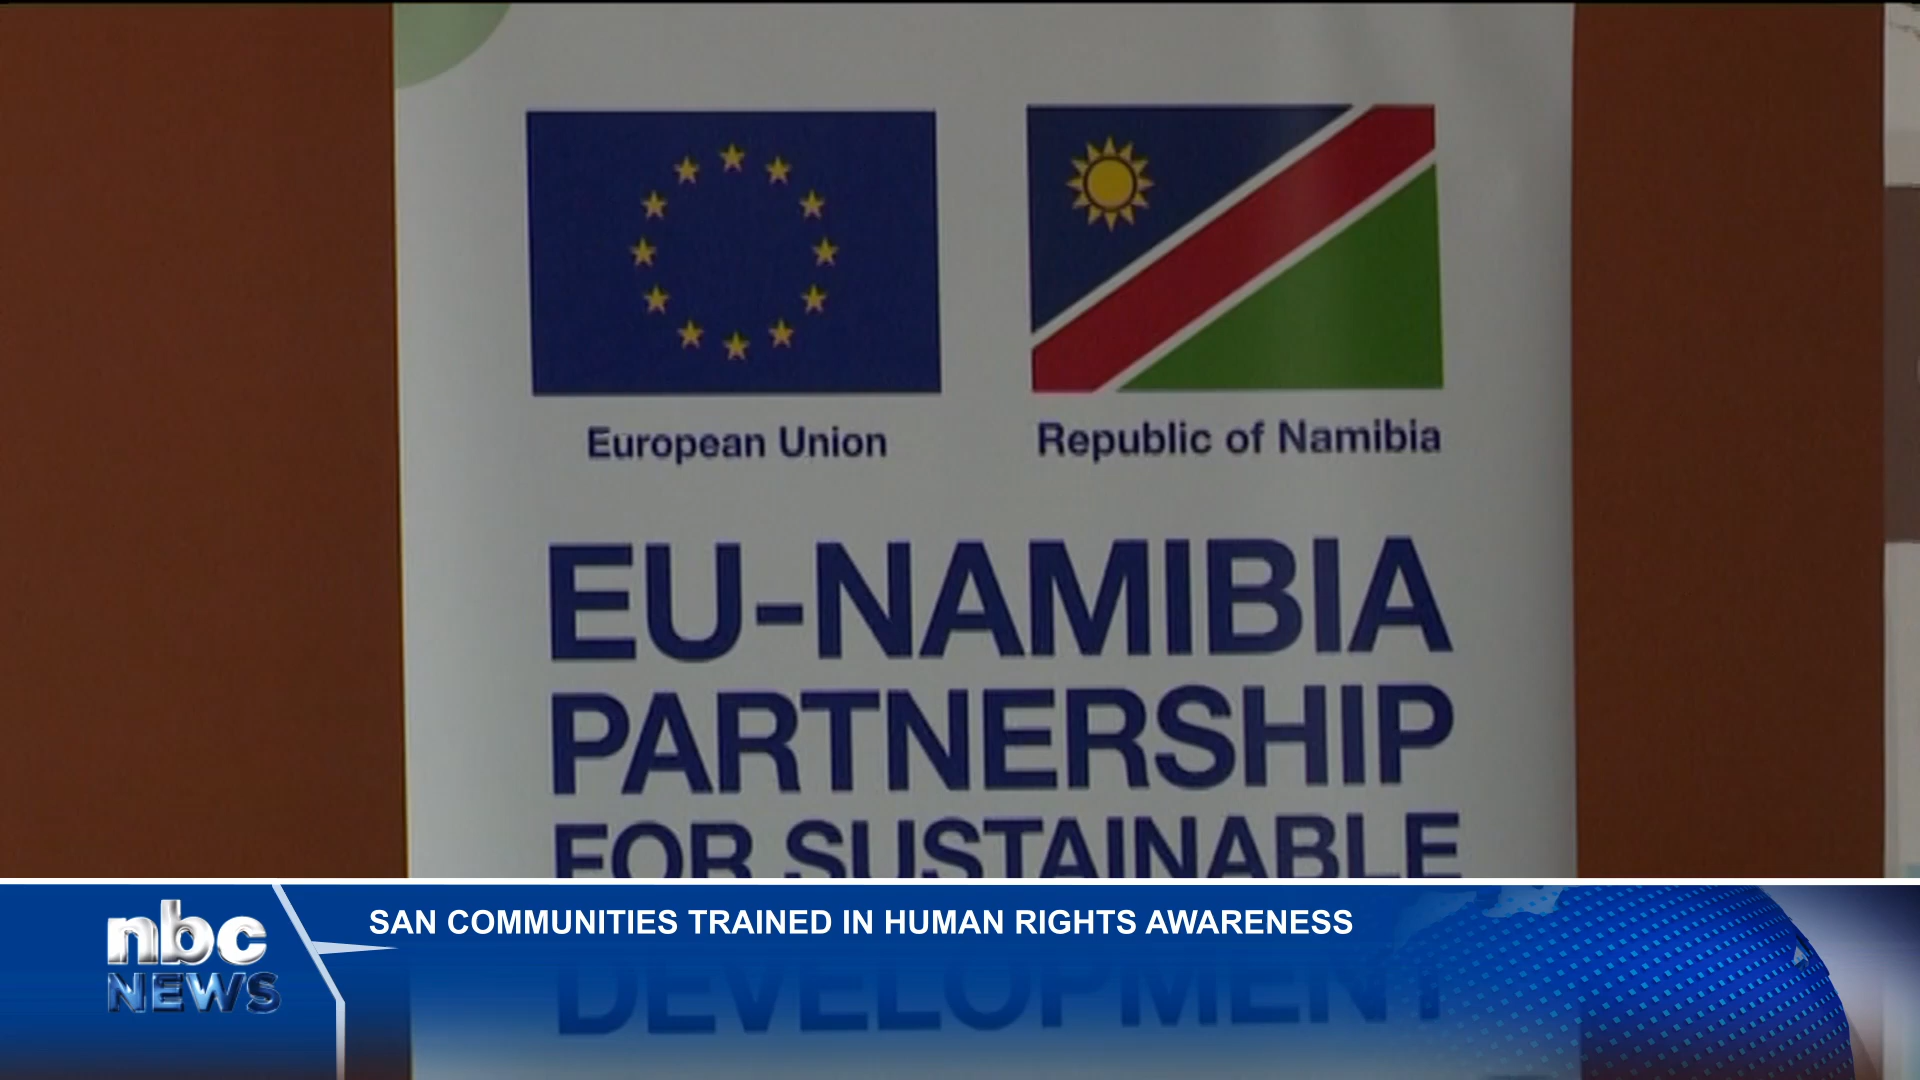 European Union
Republic of Namibia
EU-NAMIBIA
PARTNERSHIP
FOR SUSTAINABLE
DEVELOPMENT
nbc
NEWS
SAN COMMUNITIES TRAINED IN HUMAN RIGHTS AWARENESS